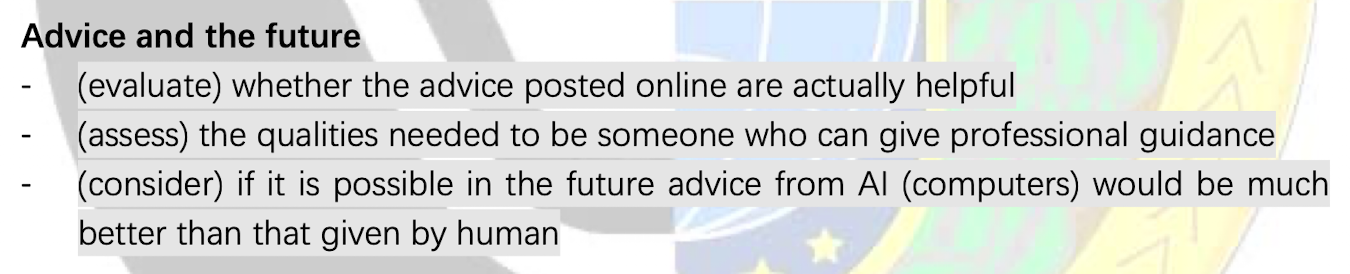 Advice and the future
- (evaluate) whether the advice posted online are actually helpful
- (assess) the qualities needed to be someone who can give professional guidance
- (consider) if it is possible in the future advice from AI (computers) would be much
better than that given by human